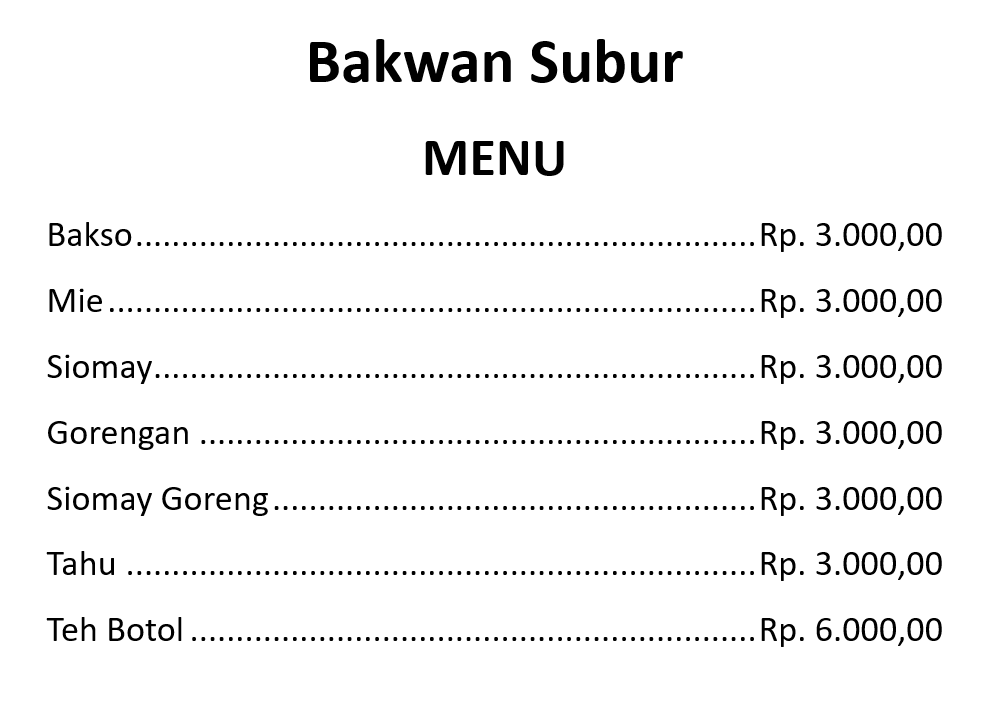 Bakwan Subur
MENU
Bakso....................................................................Rp. 3.000,00
Mie.......................................................................Rp. 3.000,00
Siomay..................................................................Rp. 3.000,00
Gorengan .............................................................Rp. 3.000,00
Siomay Goreng.....................................................Rp. 3.000,00
Tahu .....................................................................Rp. 3.000,00
Teh Botol ..............................................................Rp. 6.000,00